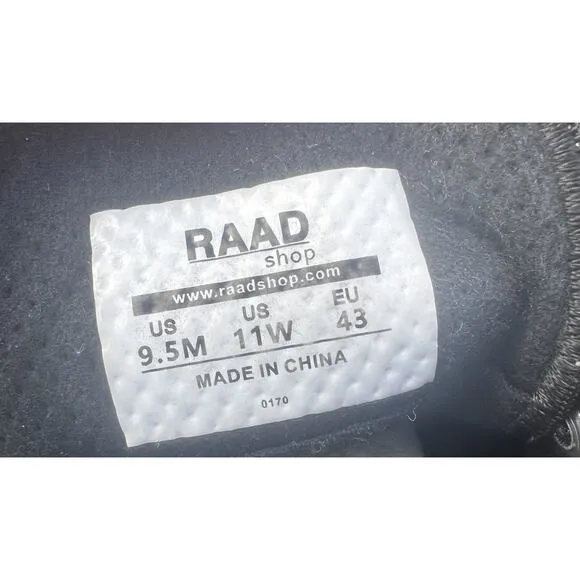 RAAD
shop
www.raadshop.com
US US EU
9.5M 11W 43
MADE IN CHINA
0170